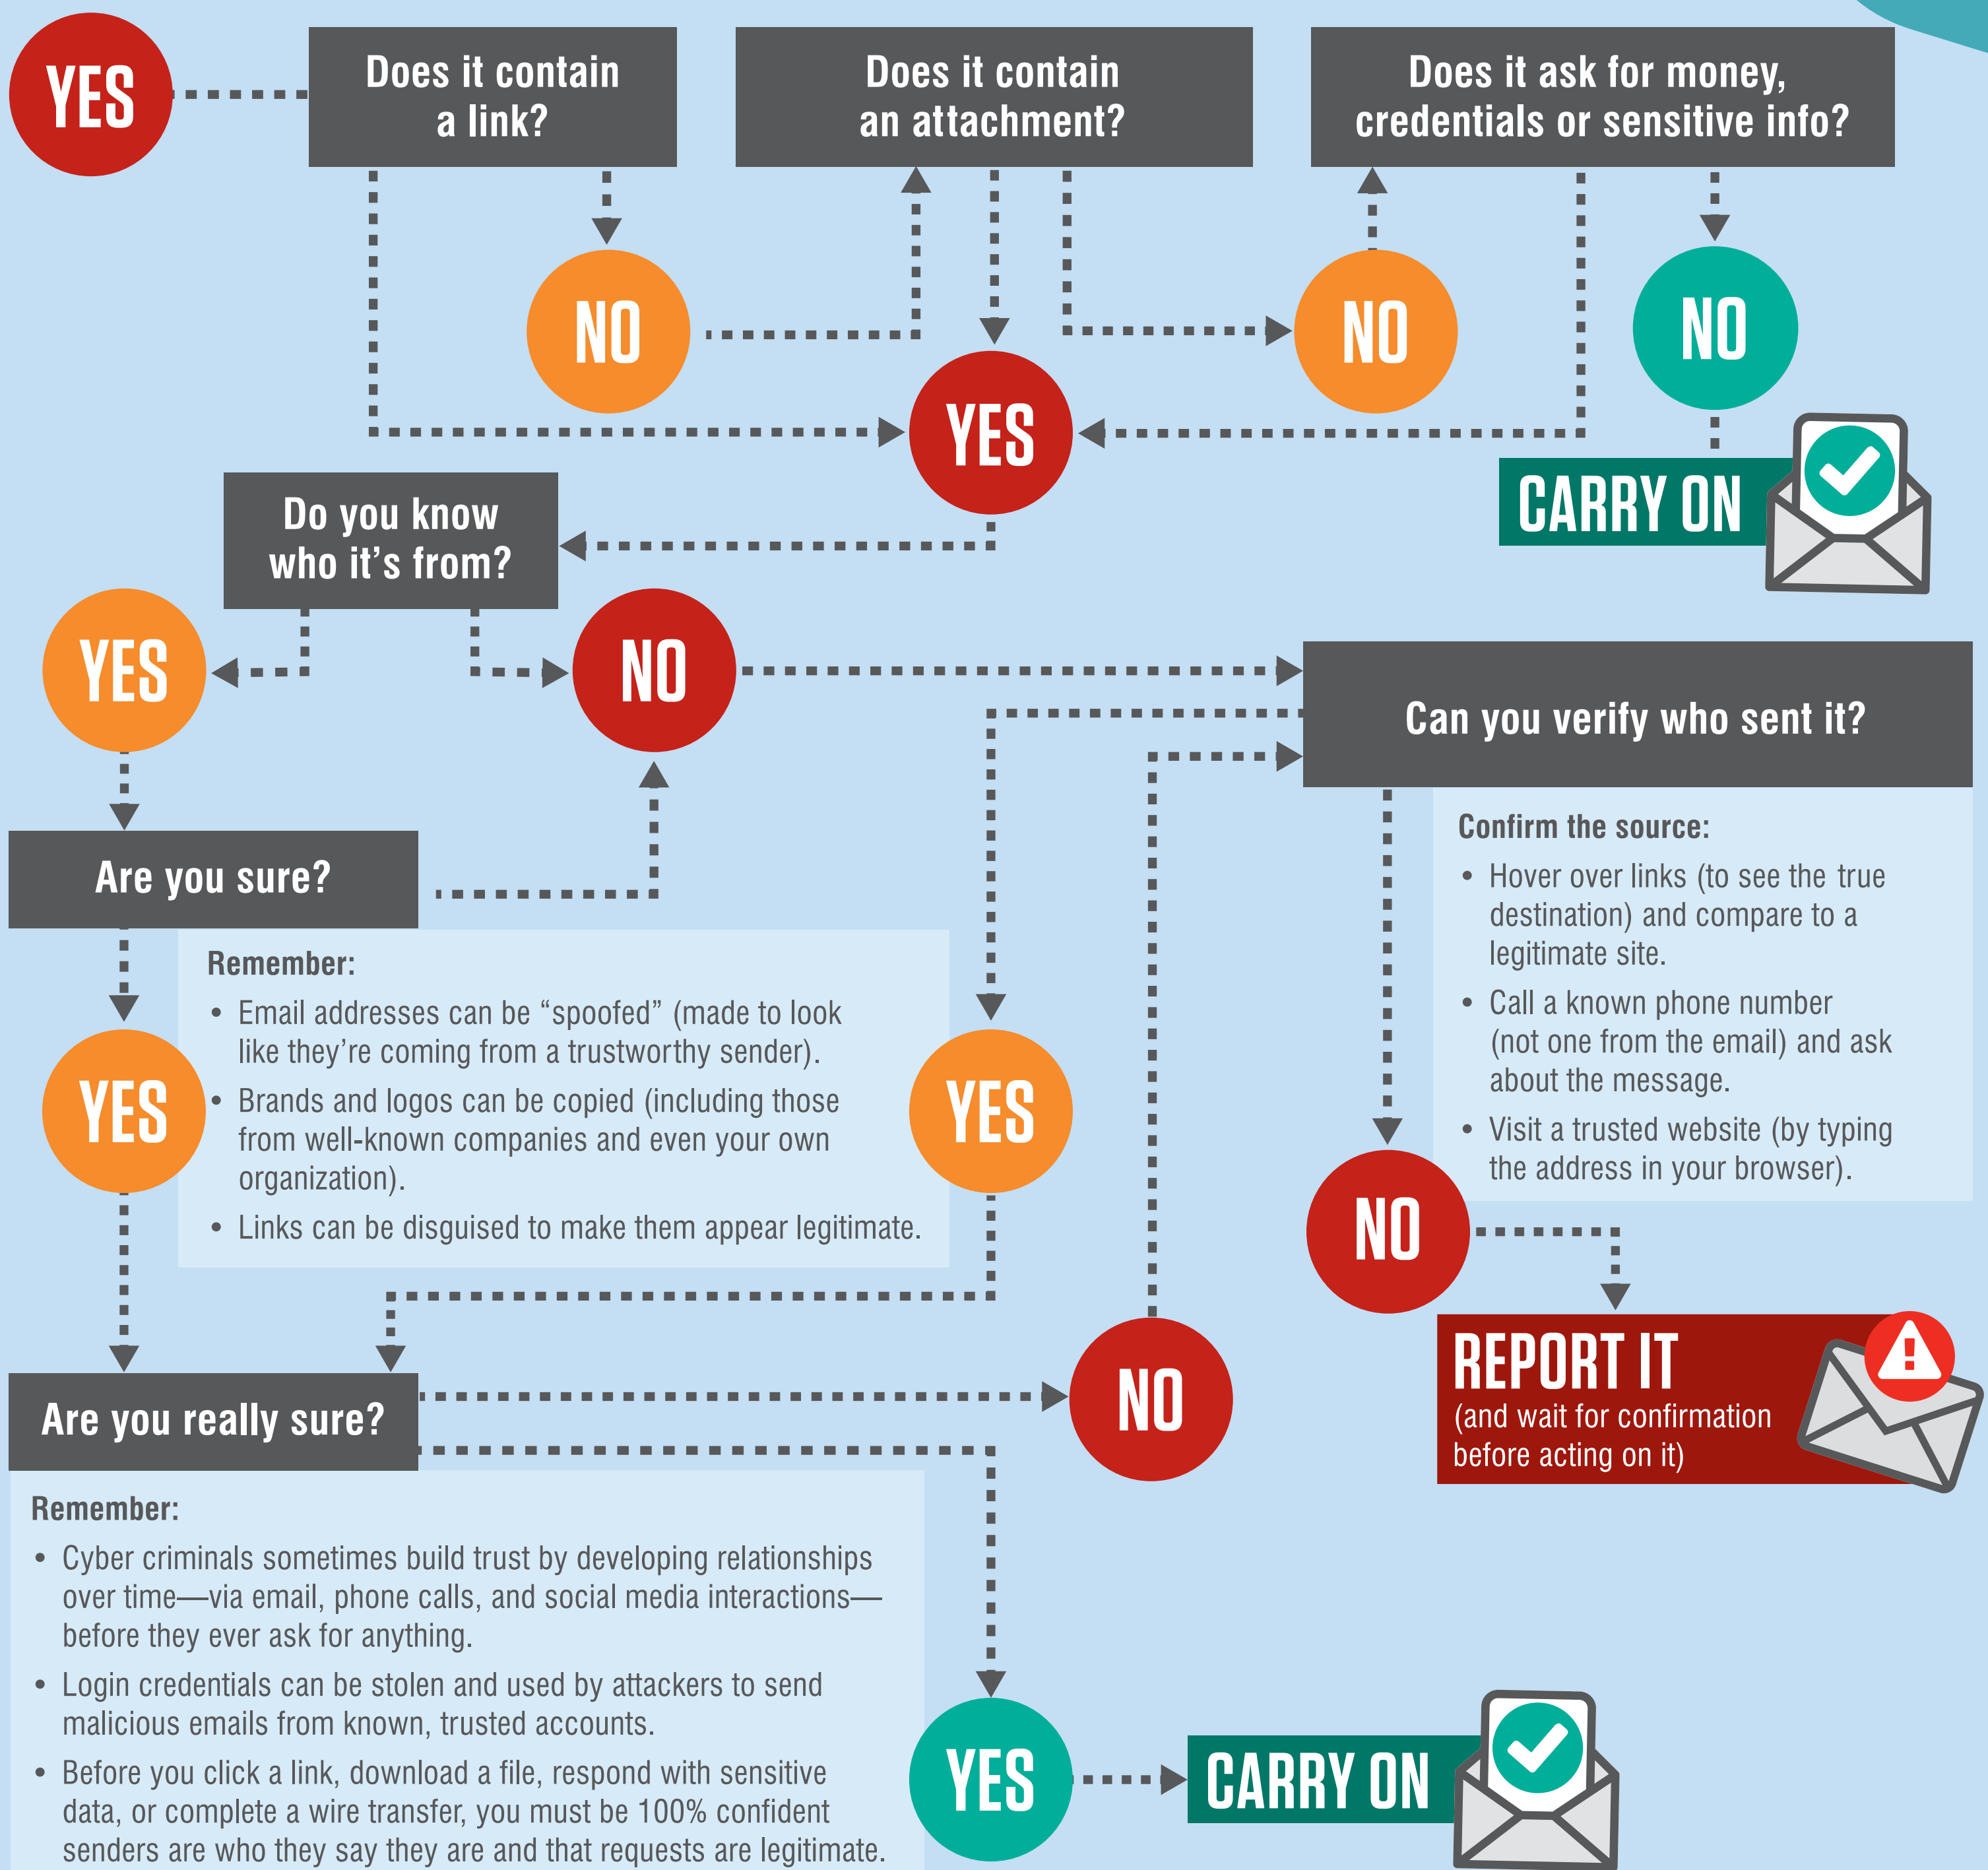 YES
Does it contain
a link?
Does it contain
an attachment?
Does it ask for money,
credentials or sensitive info?
NO
NO
NO
YES
CARRY ON
Do you know
who it's from?
YES
NO
Can you verify who sent it?
Confirm the source:
• Hover over links (to see the true
destination) and compare to a
legitimate site.
• Call a known phone number
(not one from the email) and ask
about the message.
• Visit a trusted website (by typing
the address in your browser).
Are you sure?
Remember:
• Email addresses can be “spoofed” (made to look
like they’re coming from a trustworthy sender).
• Brands and logos can be copied (including those
from well-known companies and even your own
organization).
• Links can be disguised to make them appear legitimate.
YES
YES
NO
REPORT IT
(and wait for confirmation
before acting on it)
Are you really sure?
NO
Remember:
• Cyber criminals sometimes build trust by developing relationships
over time—via email, phone calls, and social media interactions—
before they ever ask for anything.
• Login credentials can be stolen and used by attackers to send
malicious emails from known, trusted accounts.
• Before you click a link, download a file, respond with sensitive
data, or complete a wire transfer, you must be 100% confident
senders are who they say they are and that requests are legitimate.
YES
CARRY ON